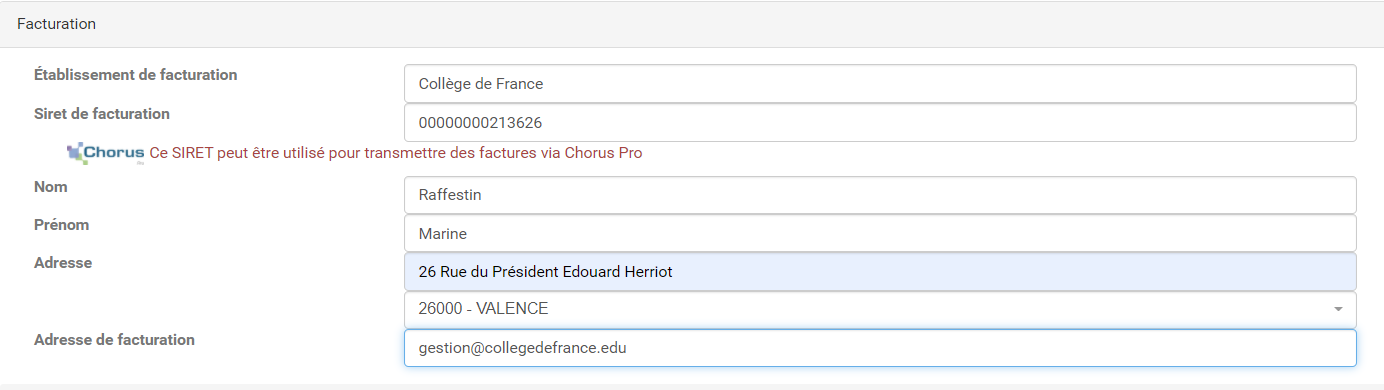 Facturation
Établissement de facturation
Collège de France
Siret de facturation
00000000213626
Chorus Ce SIRET peut être utilisé pour transmettre des factures via Chorus Pro
Nom
Raffestin
Prénom
Marine
Adresse
26 Rue du Président Edouard Herriot
26000 - VALENCE
Adresse de facturation
gestion@collegedefrance.edu